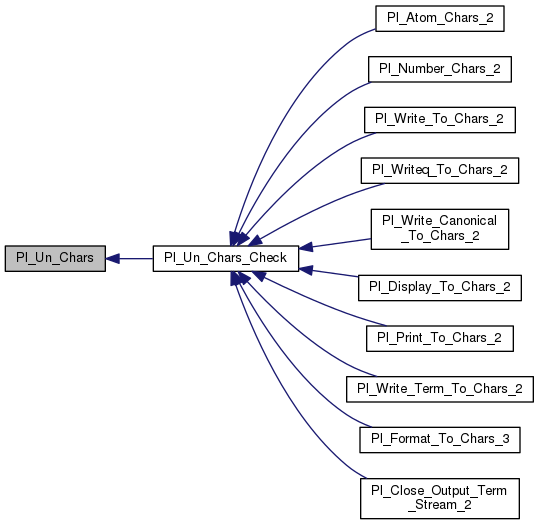 Pl_Atom_Chars_2
Pl_Number_Chars_2
Pl_Write_To_Chars_2
Pl_Writeq_To_Chars_2
Pl_Write_Canonical
_To_Chars_2
Pl_Un_Chars
Pl_Un_Chars_Check
Pl_Display_To_Chars_2
Pl_Print_To_Chars_2
Pl_Write_Term_To_Chars_2
Pl_Format_To_Chars_3
Pl_Close_Output_Term
_Stream_2